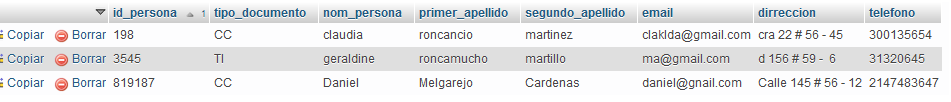 id_persona 1 tipo_documento nom_persona primer_apellido segundo_apellido email dirreccion telefono
Copiar Borrar 198 CC claudia roncancio martinez claklda@gmail.com cra 22 # 56 - 45 300135654
Copiar Borrar 3545 TI geraldine roncamucho martillo ma@gmail.com d 156 # 59 - 6 31320645
Copiar Borrar 819187 CC Daniel Melgarejo Cardenas daniel@gnail.com Calle 145 # 56 - 12 2147483647